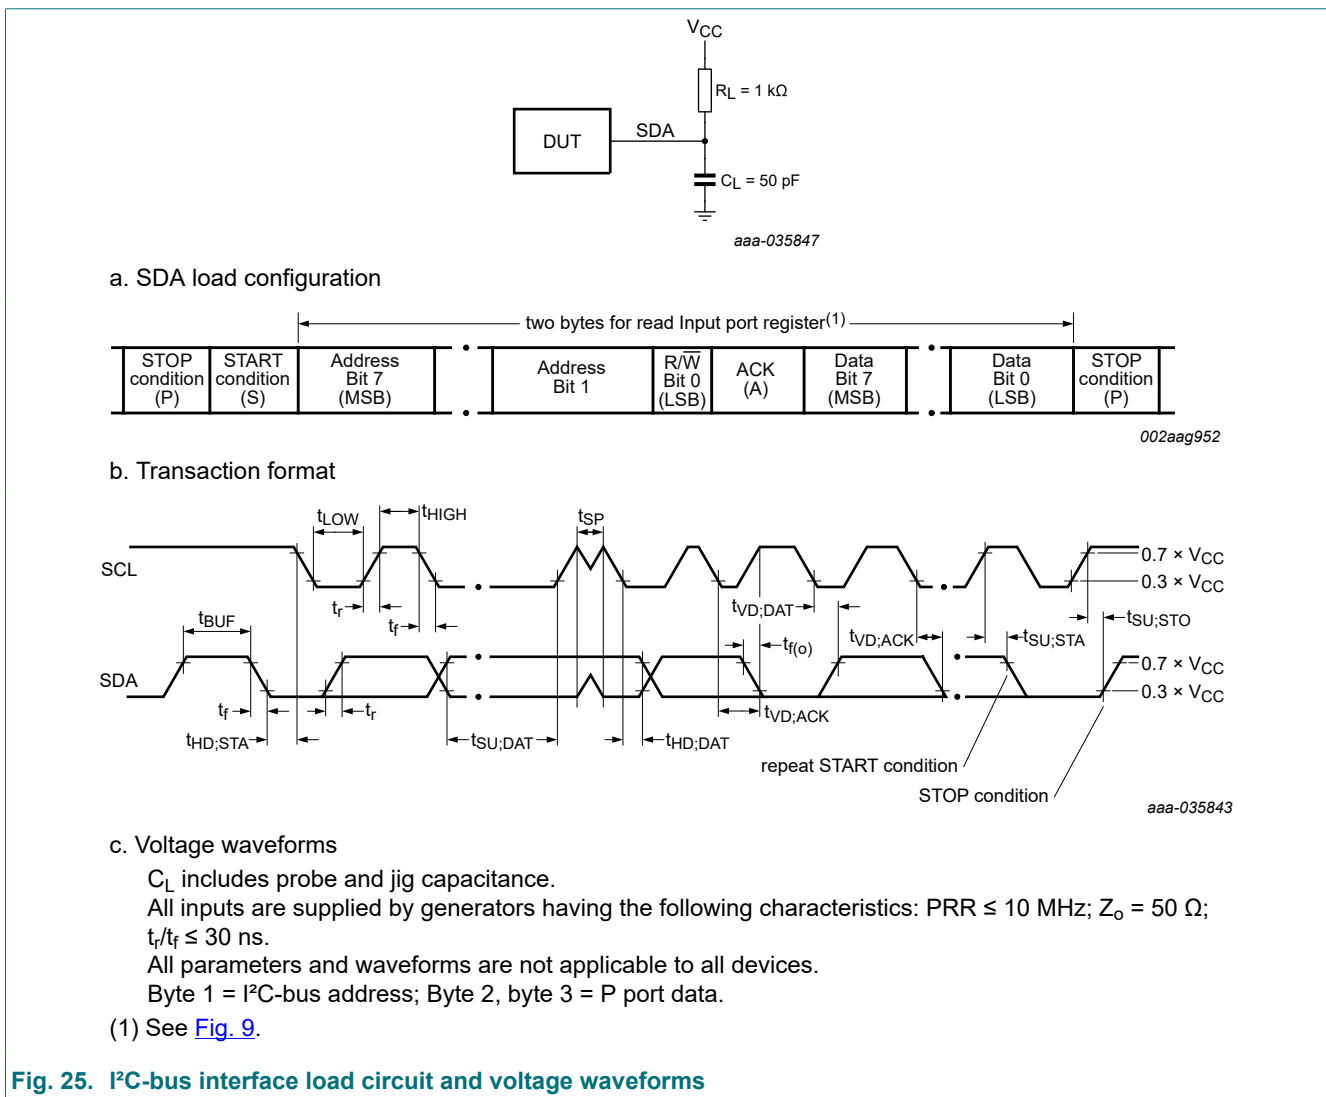 VCC
RL = 1 kΩ
DUT
SDA
CL = 50 pF
aaa-035847
a. SDA load configuration
two bytes for read Input port register(1)
STOP condition (P)
START condition (S)
Address Bit 7 (MSB)
Address Bit 1
R/W̅ Bit 0 (LSB)
ACK (A)
Data Bit 7 (MSB)
Data Bit 0 (LSB)
STOP condition (P)
002aag952
b. Transaction format
tLOW
tHIGH
tSP
SCL
0.7 × VCC
0.3 × VCC
tr
tf
tBUF
tVD;DAT
tf(o)
tVD;ACK
tSU;STA
tSU;STO
SDA
0.7 × VCC
0.3 × VCC
tf
tr
tHD;STA
tSU;DAT
tHD;DAT
tVD;ACK
repeat START condition
STOP condition
aaa-035843
c. Voltage waveforms
CL includes probe and jig capacitance.
All inputs are supplied by generators having the following characteristics: PRR ≤ 10 MHz; Zo = 50 Ω;
tr/tf ≤ 30 ns.
All parameters and waveforms are not applicable to all devices.
Byte 1 = I²C-bus address; Byte 2, byte 3 = P port data.
(1) See Fig. 9.
Fig. 25. I²C-bus interface load circuit and voltage waveforms